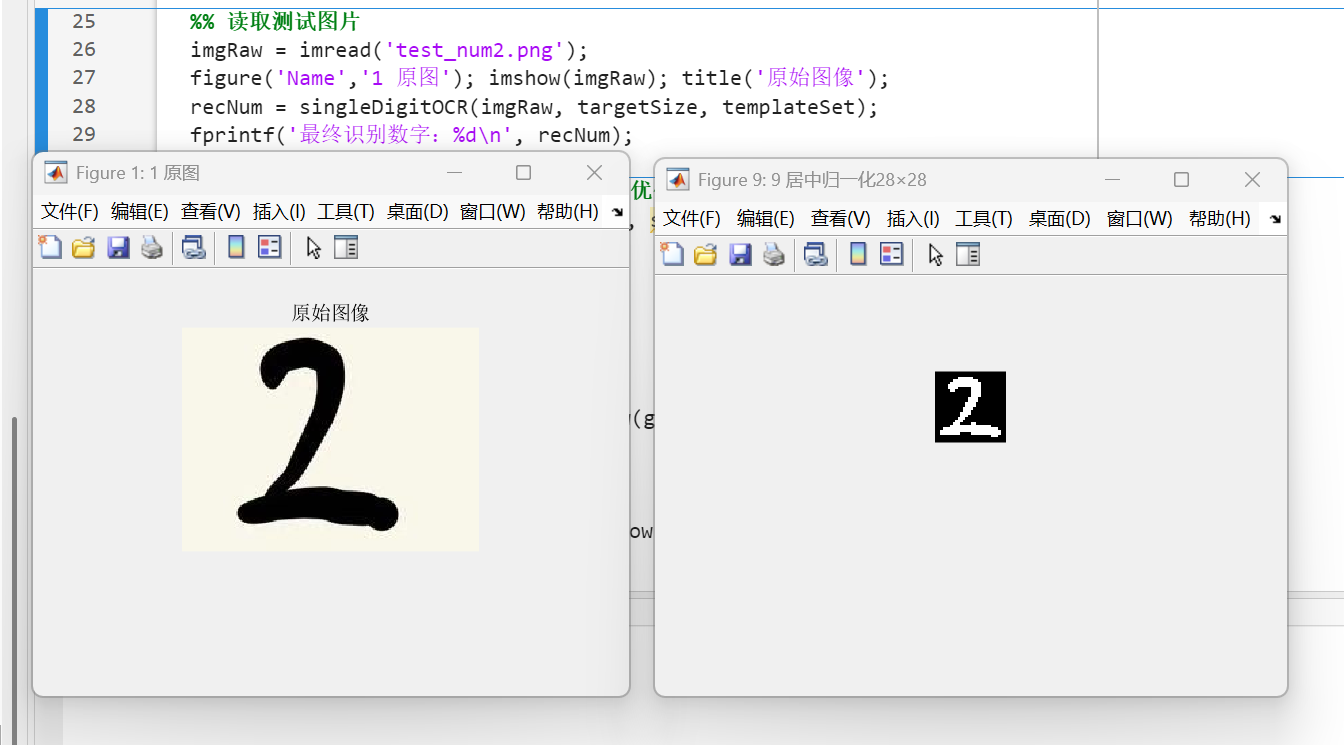 25 %% 读取测试图片
26 imgRaw = imread('test_num2.png');
27 figure('Name','1 原图'); imshow(imgRaw); title('原始图像');
28 recNum = singleDigitOCR(imgRaw, targetSize, templateSet);
29 fprintf('最终识别数字: %d\n', recNum);
优
(g
ow
Figure 1: 1 原图
文件(F) 编辑(E) 查看(V) 插入(I) 工具(T) 桌面(D) 窗口(W) 帮助(H)
原始图像
2
Figure 9: 9 居中归一化28×28
文件(F) 编辑(E) 查看(V) 插入(I) 工具(T) 桌面(D) 窗口(W) 帮助(H)
2